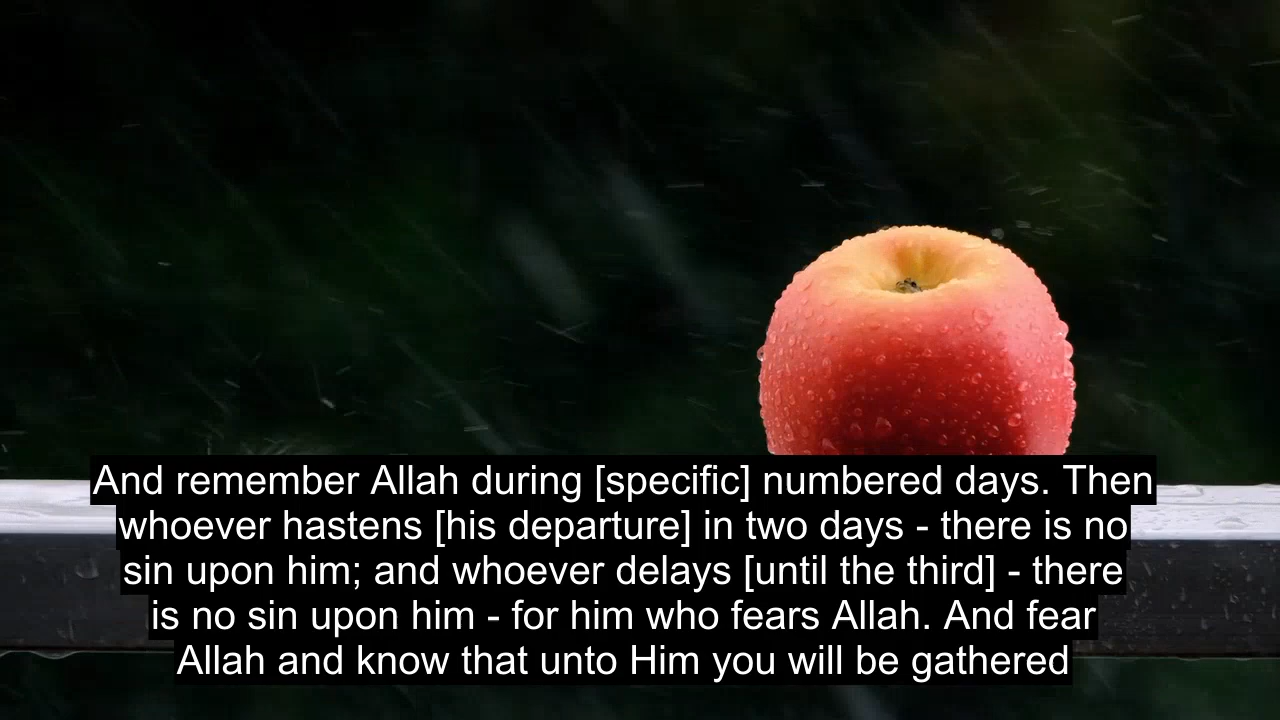 And remember Allah during [specific] numbered days. Then
whoever hastens [his departure] in two days - there is no
sin upon him; and whoever delays [until the third] - there
is no sin upon him - for him who fears Allah. And fear
Allah and know that unto Him you will be gathered